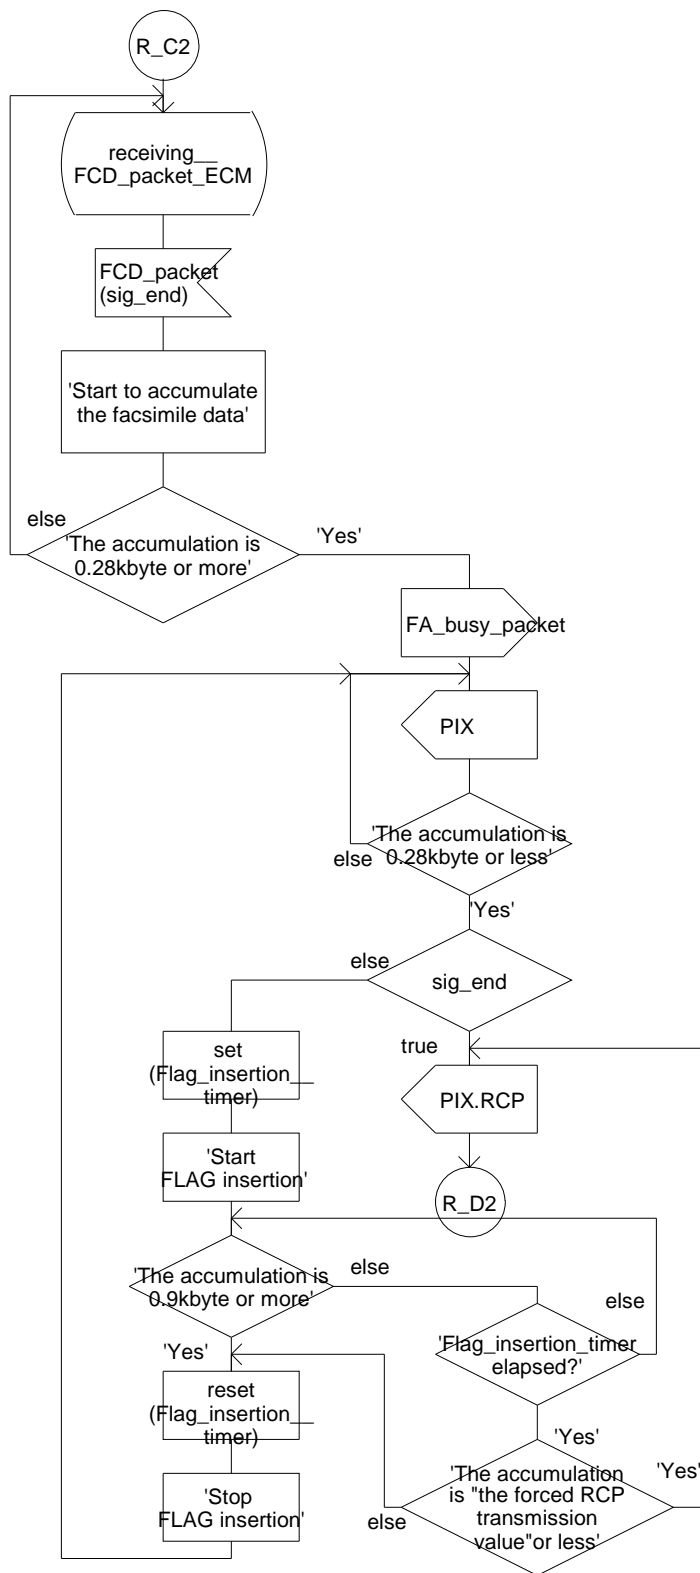 R_C2
receiving__
FCD_packet_ECM
FCD_packet
(sig_end)
'Start to accumulate
the facsimile data'
else
'The accumulation is
0.28kbyte or more'
'Yes'
FA_busy_packet
PIX
'The accumulation is
0.28kbyte or less'
else
'Yes'
else
sig_end
true
set
(Flag_insertion__
timer)
PIX.RCP
'Start
FLAG insertion'
R_D2
'The accumulation is
0.9kbyte or more'
else
else
'Flag_insertion_timer
elapsed?'
'Yes'
reset
(Flag_insertion__
timer)
'Yes'
'The accumulation
is "the forced RCP
transmission
value"or less'
'Yes'
else
'Stop
FLAG insertion'